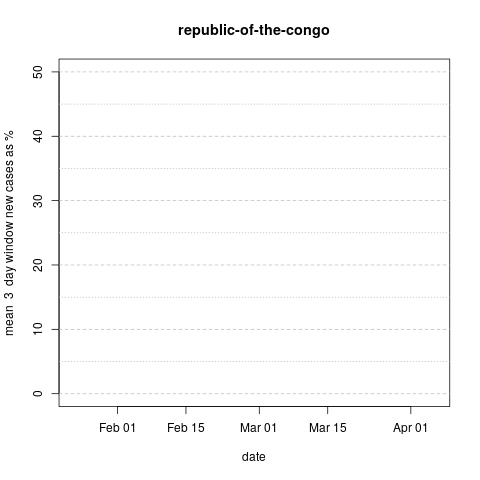 republic-of-the-congo
mean  3  day window new cases as %
50
40
30
20
10
0
Feb 01
Feb 15
Mar 01
Mar 15
Apr 01
date